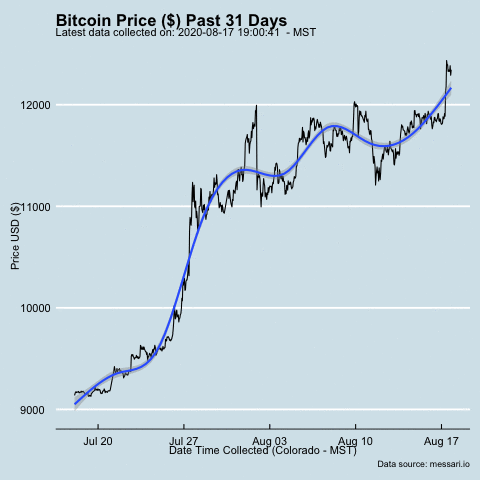 Bitcoin Price ($) Past 31 Days
Latest data collected on: 2020-08-17 19:00:41  - MST
Price USD ($)
12000
11000
10000
9000
Jul 20 Jul 27 Aug 03 Aug 10 Aug 17
Date Time Collected (Colorado - MST)
Data source: messari.io